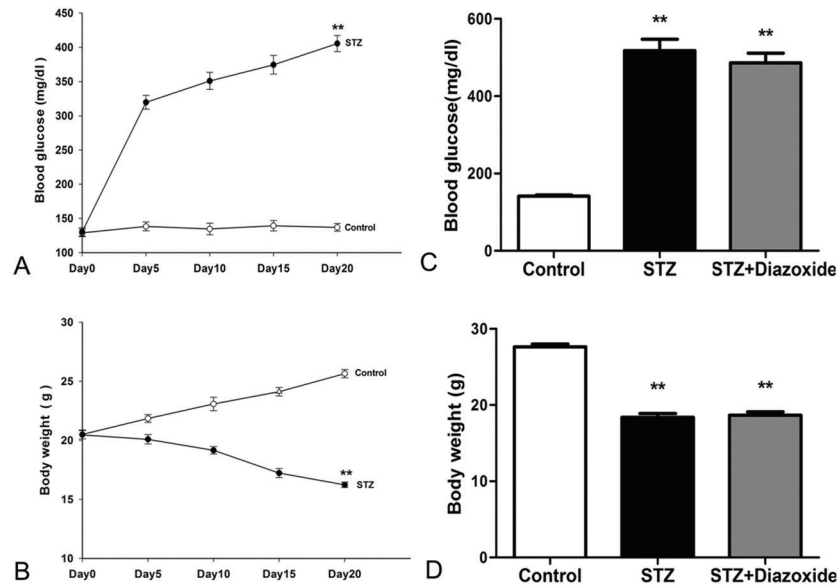 450
400
350
300
250
200
150
100
Blood glucose (mg/dl)
**
STZ
Control
Day0 Day5 Day10 Day15 Day20
A
600
400
200
0
Blood glucose(mg/dl)
** **
Control STZ STZ+Diazoxide
C
30
25
20
15
10
Body weight ( g )
Control
**
STZ
Day0 Day5 Day10 Day15 Day20
B
30
20
10
0
Body weight (g)
** **
Control STZ STZ+Diazoxide
D